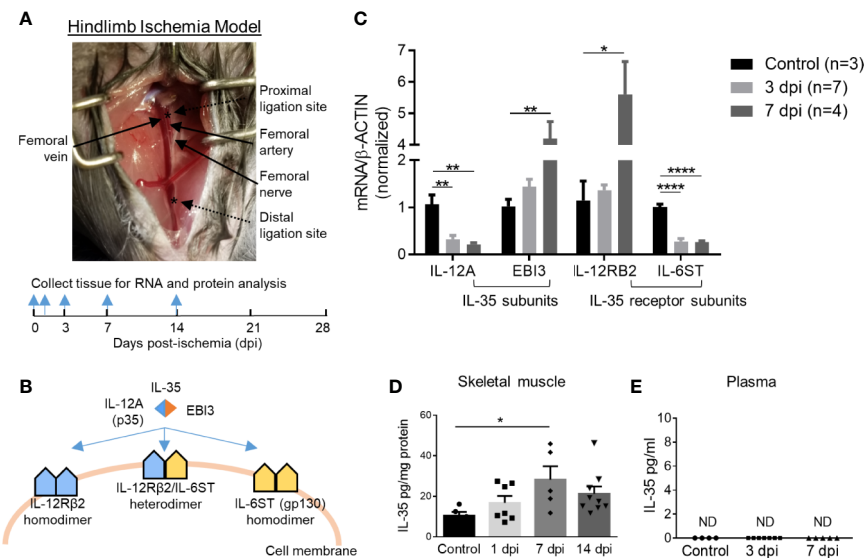 A
Hindlimb Ischemia Model
Proximal
ligation site
Femoral
vein
Femoral
artery
Femoral
nerve
Distal
ligation site
*
*
Collect tissue for RNA and protein analysis
0 3 7 14 21 28
Days post-ischemia (dpi)
B
IL-35
IL-12A
(p35)
EBI3
IL-12Rβ2
homodimer
IL-12Rβ2/IL-6ST
heterodimer
IL-6ST (gp130)
homodimer
Cell membrane
C
mRNA/β-ACTIN
(normalized)
7
6
5
4
2
1
0
**
**
**
*
****
****
Control (n=3)
3 dpi (n=7)
7 dpi (n=4)
IL-12A EBI3 IL-12RB2 IL-6ST
IL-35 subunits IL-35 receptor subunits
D
Skeletal muscle
IL-35 pg/mg protein
60
40
20
0
*
Control 1 dpi 7 dpi 14 dpi
E
Plasma
IL-35 pg/ml
200
150
100
50
0
ND ND ND
Control 3 dpi 7 dpi